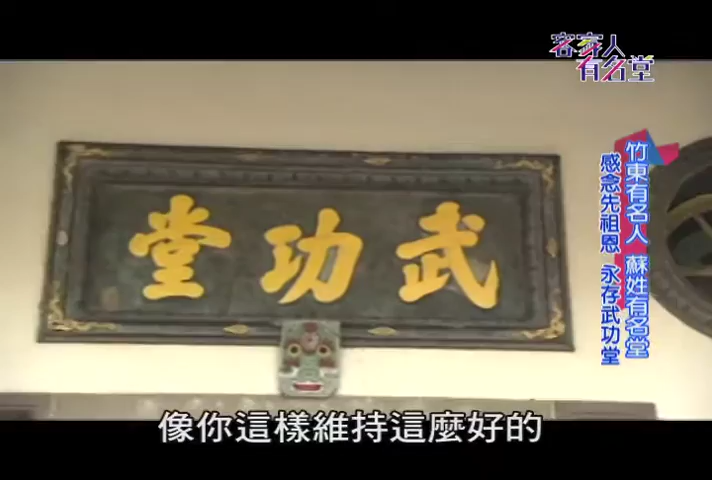 客家人
有名堂
竹東有名人 蘇姓有名堂
感念先祖恩 永存武功堂
武功堂
像你這樣維持這麼好的